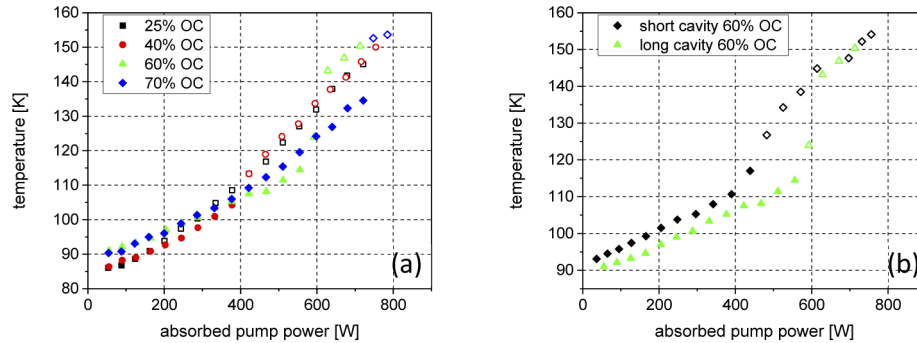 160
150
140
130
120
110
100
90
80
temperature [K]
25% OC
40% OC
60% OC
70% OC
(a)
0 200 400 600 800
absorbed pump power [W]
160
150
140
130
120
110
100
90
temperature [K]
short cavity 60% OC
long cavity 60% OC
(b)
0 200 400 600 800
absorbed pump power [W]